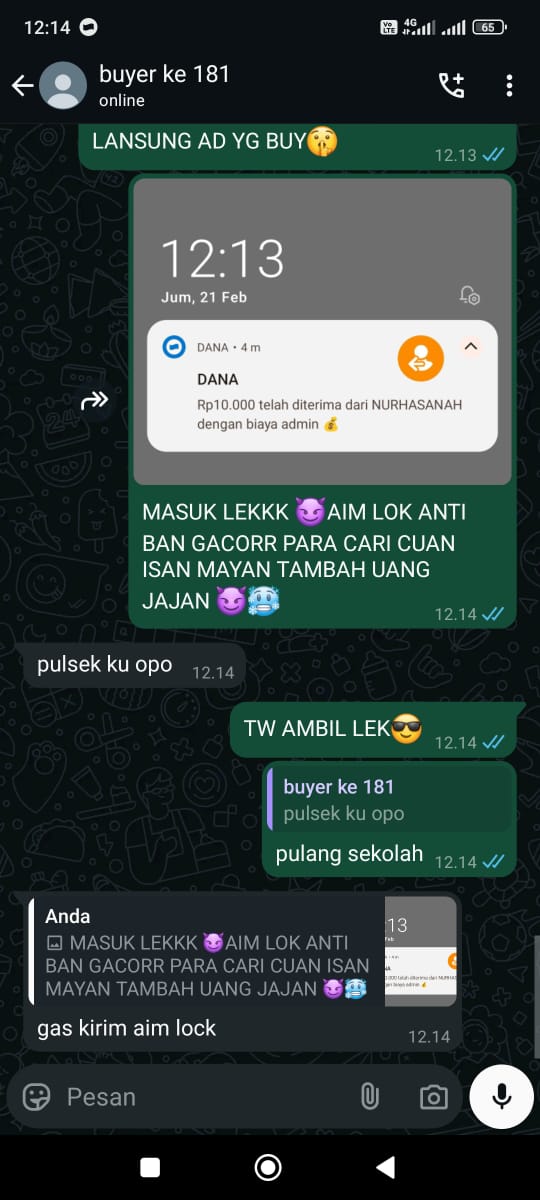 12:14
Vo LTE 4G 65
buyer ke 181
online
LANSUNG AD YG BUY🤫
12.13
12:13
Jum, 21 Feb
DANA • 4 m
DANA
Rp10.000 telah diterima dari NURHASANAH
dengan biaya admin 💰
MASUK LEKKK 😈AIM LOK ANTI
BAN GACORR PARA CARI CUAN
ISAN MAYAN TAMBAH UANG
JAJAN 😈🥶
12.14
pulsek ku opo
12.14
TW AMBIL LEK😎
12.14
buyer ke 181
pulsek ku opo
pulang sekolah
12.14
Anda
MASUK LEKKK 😈AIM LOK ANTI
BAN GACORR PARA CARI CUAN ISAN
MAYAN TAMBAH UANG JAJAN 😈🥶
:13
gas kirim aim lock
12.14
Pesan